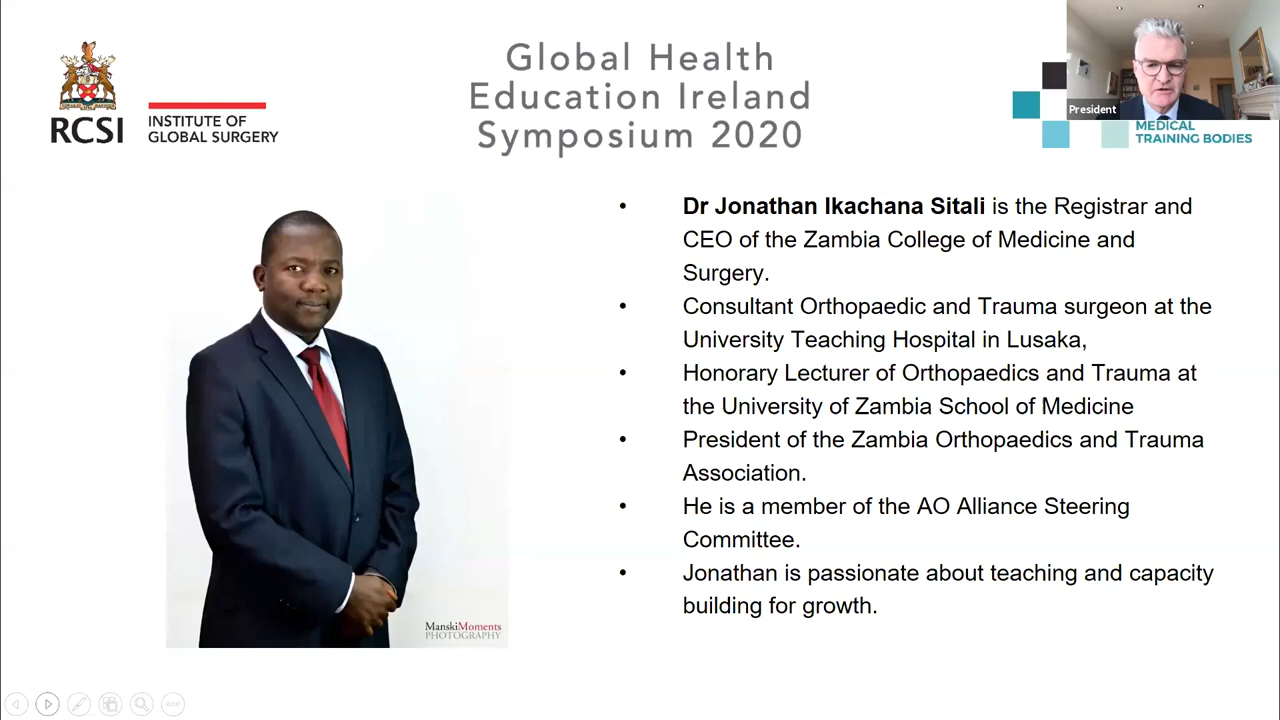 RCSI
INSTITUTE OF
GLOBAL SURGERY
Global Health
Education Ireland
Symposium 2020
President
MEDICAL
TRAINING BODIES
• Dr Jonathan Ikachana Sitali is the Registrar and
CEO of the Zambia College of Medicine and
Surgery.
• Consultant Orthopaedic and Trauma surgeon at the
University Teaching Hospital in Lusaka,
• Honorary Lecturer of Orthopaedics and Trauma at
the University of Zambia School of Medicine
• President of the Zambia Orthopaedics and Trauma
Association.
• He is a member of the AO Alliance Steering
Committee.
• Jonathan is passionate about teaching and capacity
building for growth.
ManskiMoments
PHOTOGRAPHY